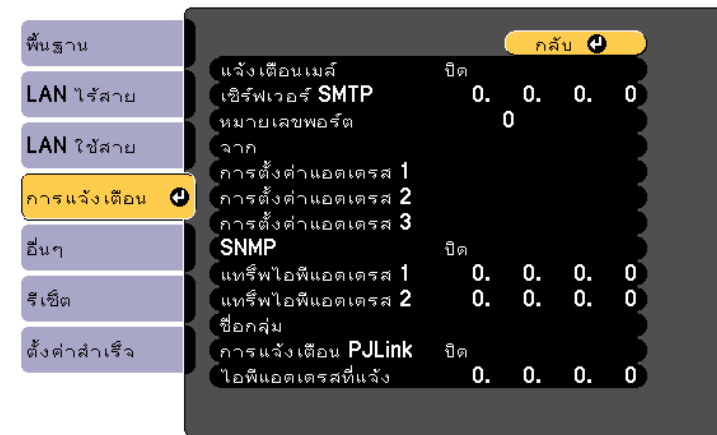 พื้นฐาน
LAN ไร้สาย
LAN ใช้สาย
การแจ้งเตือน
อื่นๆ
รีเซ็ต
ตั้งค่าสำเร็จ
กลับ
แจ้งเตือนเมล์ ปิด
เซิร์ฟเวอร์ SMTP 0. 0. 0. 0
หมายเลขพอร์ต 0
จาก
การตั้งค่าแอดเดรส 1
การตั้งค่าแอดเดรส 2
การตั้งค่าแอดเดรส 3
SNMP ปิด
แทร็พไอพีแอดเดรส 1 0. 0. 0. 0
แทร็พไอพีแอดเดรส 2 0. 0. 0. 0
ชื่อกลุ่ม
การแจ้งเตือน PJLink ปิด
ไอพีแอดเดรสที่แจ้ง 0. 0. 0. 0